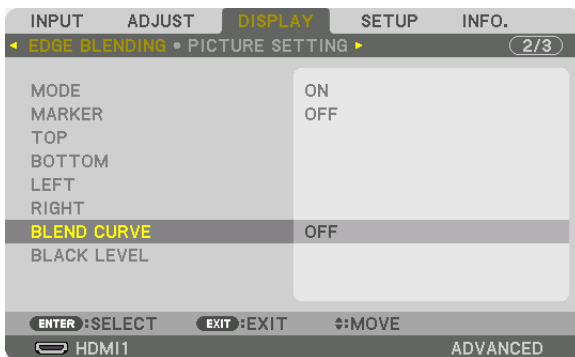 INPUT ADJUST DISPLAY SETUP INFO.
EDGE BLENDING • PICTURE SETTING 2/3
MODE ON
MARKER OFF
TOP
BOTTOM
LEFT
RIGHT
BLEND CURVE OFF
BLACK LEVEL
ENTER :SELECT EXIT :EXIT :MOVE
HDMI1 ADVANCED